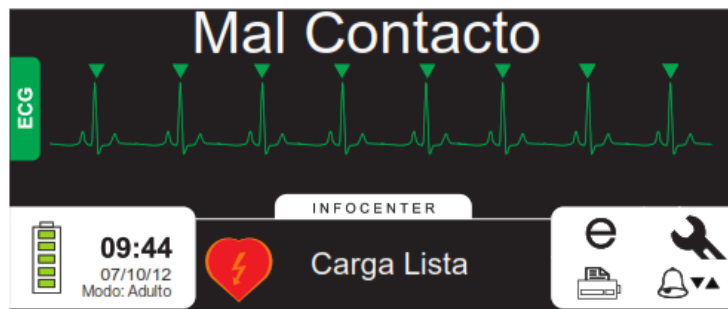 Mal Contacto
ECG
INFOCENTER
09:44
07/10/12
Modo: Adulto
Carga Lista
e